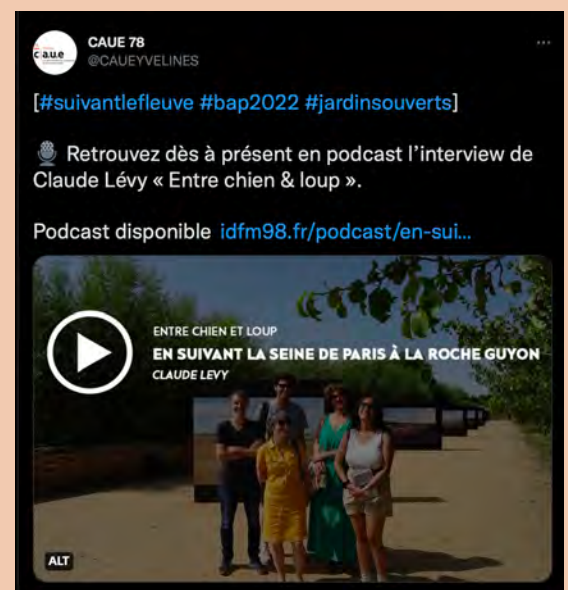 c|a.u.e
CAUE 78
@CAUEYVELINES
[#suivantlefleuve #bap2022 #jardinsouverts]
🎙 Retrouvez dès à présent en podcast l’interview de
Claude Lévy « Entre chien & loup ».
Podcast disponible idfm98.fr/podcast/en-sui...
ENTRE CHIEN ET LOUP
EN SUIVANT LA SEINE DE PARIS À LA ROCHE GUYON
CLAUDE LEVY
ALT